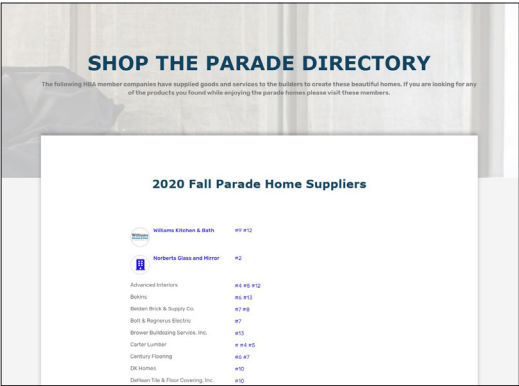 SHOP THE PARADE DIRECTORY
The following HBA member companies have supplied goods and services to the builders to create these beautiful homes. If you are looking for any
of the products you found while enjoying the parade homes please visit these members.
2020 Fall Parade Home Suppliers
Williams Williams Kitchen & Bath #9 #12
Norberts Glass and Mirror #2
Advanced Interiors #4 #5 #12
Bekins #6 #13
Belden Brick & Supply Co. #7 #8
Bolt & Regnerus Electric #7
Brower Bulldozing Service, Inc. #13
Carter Lumber # #4 #5
Century Flooring #6 #7
DK Homes #10
DeHaan Tile & Floor Covering, Inc. #10